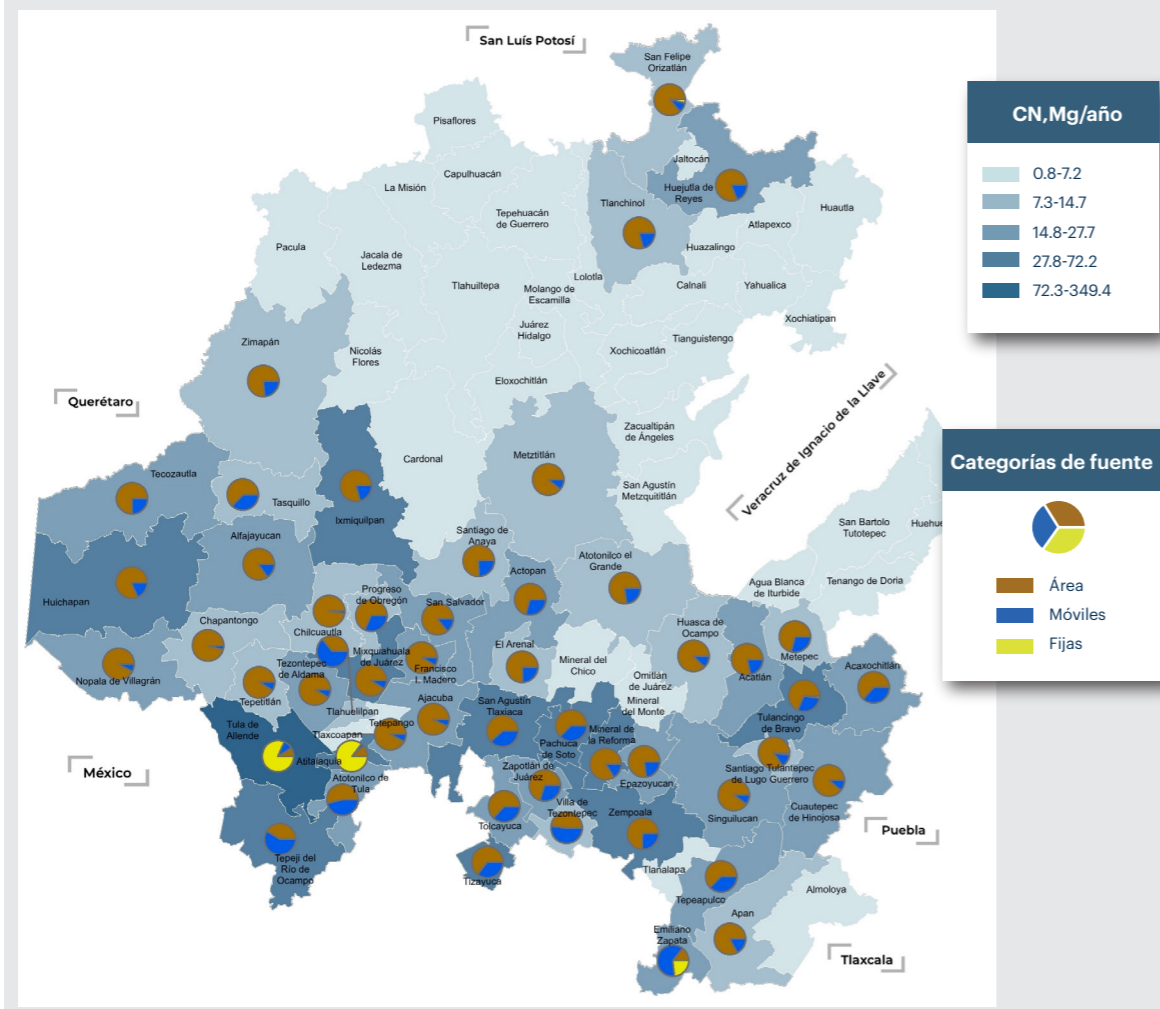 San Luís Potosí
San Felipe
Orizatlán
CN,Mg/año
0.8-7.2
7.3-14.7
14.8-27.7
27.8-72.2
72.3-349.4
Pisaflores
Jaltocán
Capulhuacán
La Misión
Huejutla de
Reyes
Tlanchinol
Huautla
Tepehuacán
de Guerrero
Atlapexco
Pacula
Jacala de
Ledezma
Huazalingo
Lolotla
Tlahuiltepa
Molango de
Escamilla
Calnali
Yahualica
Xochiatipan
Juárez
Hidalgo
Tianguistengo
Zimapán
Nicolás
Flores
Xochicoatlán
Eloxochitlán
Querétaro
Veracruz de Ignacio de la Llave
Zacualtipán
de Ángeles
Categorías de fuente
Área
Móviles
Fijas
Cardonal
Metztitlán
Tecozautla
San Agustín
Metzquititlán
Tasquillo
Ixmiquilpan
San Bartolo
Tutotepec
Huehue
Santiago de
Anaya
Alfajayucan
Atotonilco el
Grande
Actopan
Agua Blanca
de Iturbide
Tenango de Doria
Huichapan
Progreso
de Obregón
San Salvador
Chapantongo
Huasca de
Ocampo
Chilcuautla
El Arenal
Metepec
Mixquiahuala
de Juárez
Mineral del
Chico
Acaxochitlán
Tezontepec
de Aldama
Francisco
I. Madero
Omitlán
de Juárez
Acatlán
Nopala de Villagrán
Tepetitlán
Ajacuba
San Agustín
Tlaxiaca
Mineral
del Monte
Tlahuelilpan
Tulancingo
de Bravo
Tula de
Allende
Tetepango
Mineral de
la Reforma
Tlaxcoapan
Pachuca
de Soto
Atitalaquia
Santiago Tulantepec
de Lugo Guerrero
México
Zapotlán de
Juárez
Atotonilco de
Tula
Epazoyucan
Villa de
Tezontepec
Zempoala
Cuautepec
de Hinojosa
Singuilucan
Tolcayuca
Puebla
Tepeji del
Río de
Ocampo
Tlanalapa
Tizayuca
Almoloya
Tepeapulco
Apan
Emiliano
Zapata
Tlaxcala